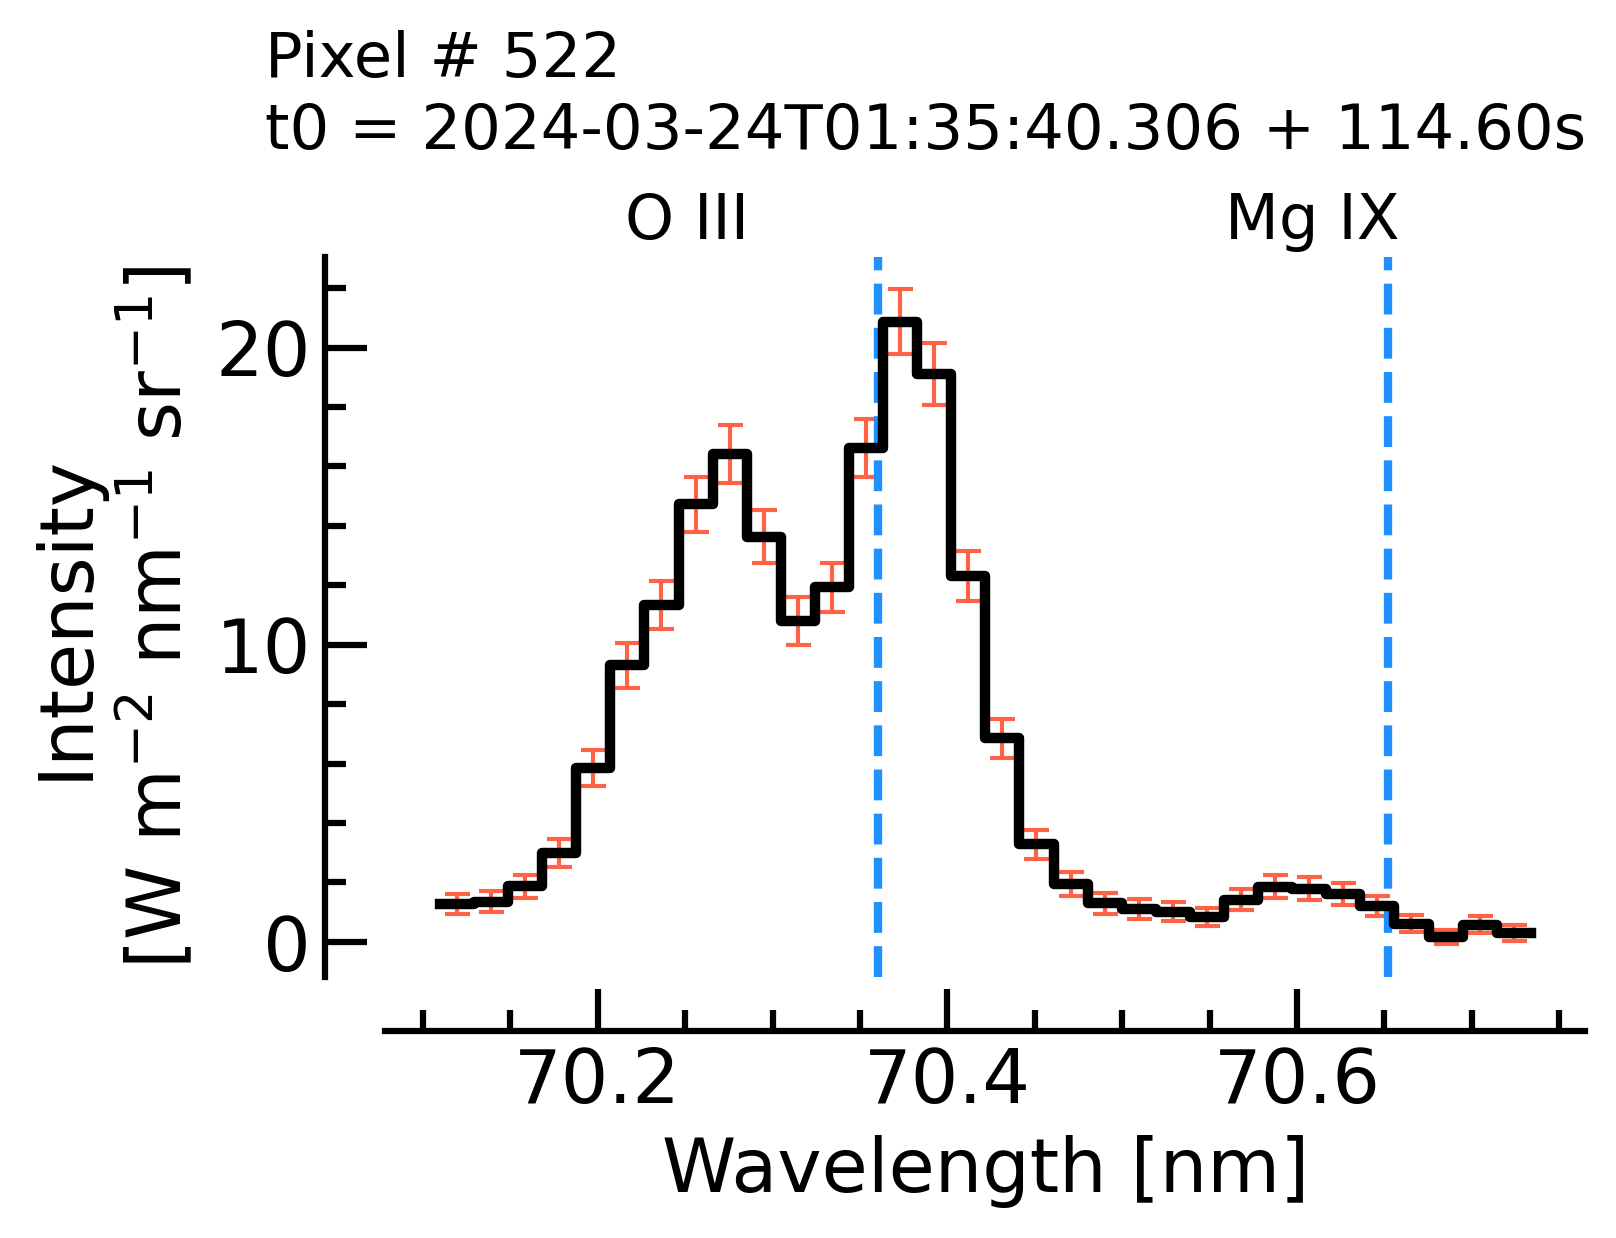 Pixel # 522
t0 = 2024-03-24T01:35:40.306 + 114.60s
O III
Mg IX
Intensity
[W m⁻² nm⁻¹ sr⁻¹]
20
10
0
70.2
70.4
70.6
Wavelength [nm]